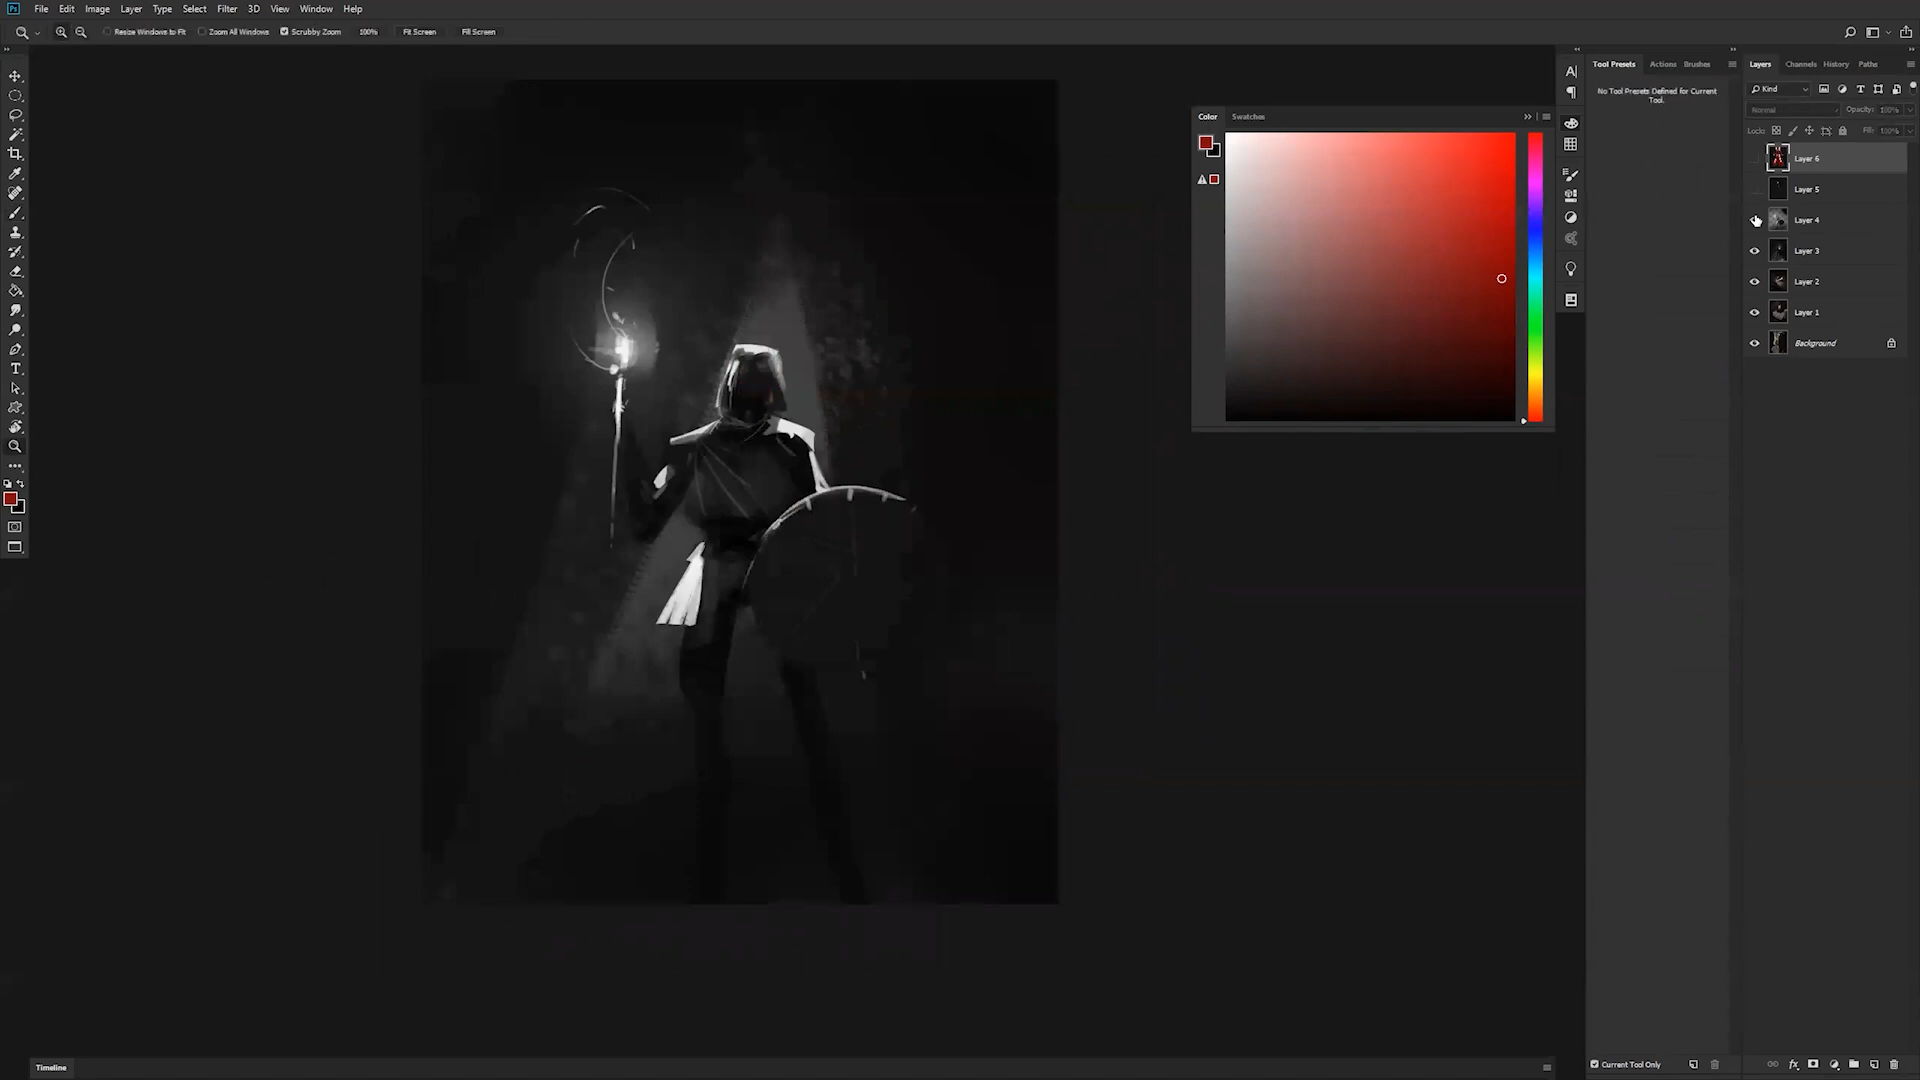 Ps File Edit Image Layer Type Select Filter 3D View Window Help
Resize Windows to Fit Zoom All Windows Scrubby Zoom 100% Fit Screen Fill Screen
Tool Presets Actions Brushes
No Tool Presets Defined for Current
Tool.
Layers Channels History Paths
Kind
Normal Opacity: 100%
Lock: Fill: 100%
Layer 6
Layer 5
Layer 4
Layer 3
Layer 2
Layer 1
Background
Color Swatches
Timeline
Current Tool Only